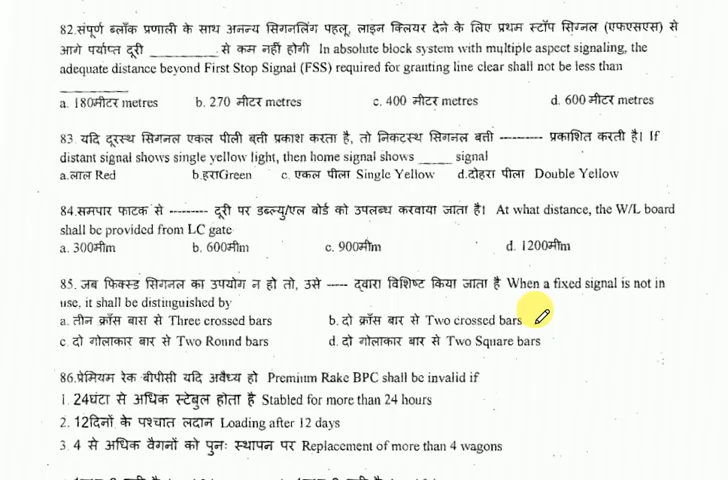 82.संपूर्ण ब्लॉक प्रणाली के साथ अनन्य सिगनलिंग पहलू, लाइन क्लियर देने के लिए प्रथम स्टॉप सिग्नल (एफएसएस) से
आगे पर्याप्त दूरी __________ से कम नहीं होगी In absolute block system with multiple aspect signaling, the
adequate distance beyond First Stop Signal (FSS) required for granting line clear shall not be less than
__________
a. 180मीटर metres b. 270 मीटर metres c. 400 मीटर metres d. 600 मीटर metres
83. यदि दूरस्थ सिगनल एकल पीली बत्ती प्रकाश करता है, तो निकटस्थ सिगनल बत्ती --------- प्रकाशित करती है। If
distant signal shows single yellow light, then home signal shows _____ signal
a.लाल Red b.हराGreen c. एकल पीला Single Yellow d.दोहरा पीला Double Yellow
84.समपार फाटक से --------- दूरी पर डब्ल्यु/एल बोर्ड को उपलब्ध करवाया जाता है। At what distance, the W/L board
shall be provided from LC gate
a. 300मीm b. 600मीm c. 900मीm d. 1200मीm
85. जब फिक्स्ड सिगनल का उपयोग न हो तो, उसे ----- द्वारा विशिष्ट किया जाता है When a fixed signal is not in
use, it shall be distinguished by
a. तीन क्रॉस बास से Three crossed bars b. दो क्रॉस बार से Two crossed bars
c. दो गोलाकार बार से Two Round bars d. दो गोलाकार बार से Two Square bars
86.प्रेमियम रेक बीपीसी यदि अवैध्य हो Premium Rake BPC shall be invalid if
1. 24घंटा से अधिक स्टेबुल होता है Stabled for more than 24 hours
2. 12दिनों के पश्चात लदान Loading after 12 days
3. 4 से अधिक वैगनों को पुनः स्थापन पर Replacement of more than 4 wagons